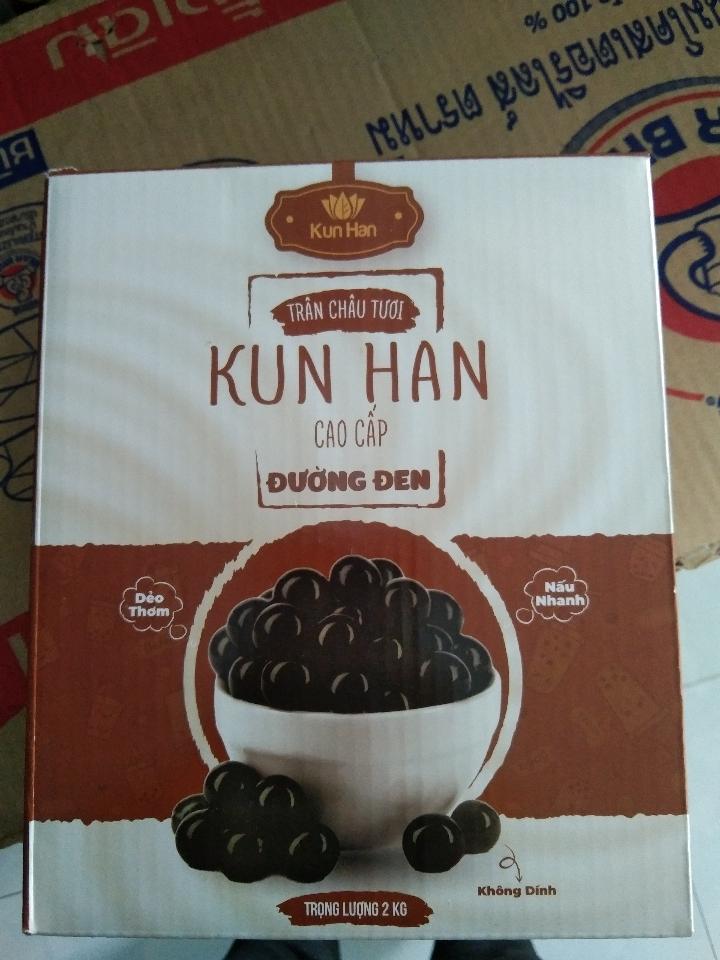 Kun Han
TRÂN CHÂU TƯƠI
KUN HAN
CAO CẤP
ĐƯỜNG ĐEN
Dẻo
Thơm
Nấu
Nhanh
Không Dính
TRỌNG LƯỢNG 2 KG
100 %